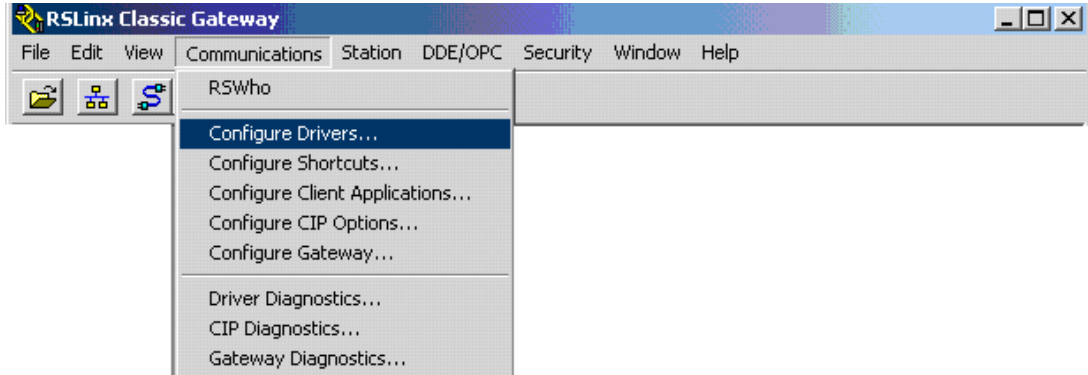 RSLinx Classic Gateway
File Edit View Communications Station DDE/OPC Security Window Help
RSWho
Configure Drivers...
Configure Shortcuts...
Configure Client Applications...
Configure CIP Options...
Configure Gateway...
Driver Diagnostics...
CIP Diagnostics...
Gateway Diagnostics...